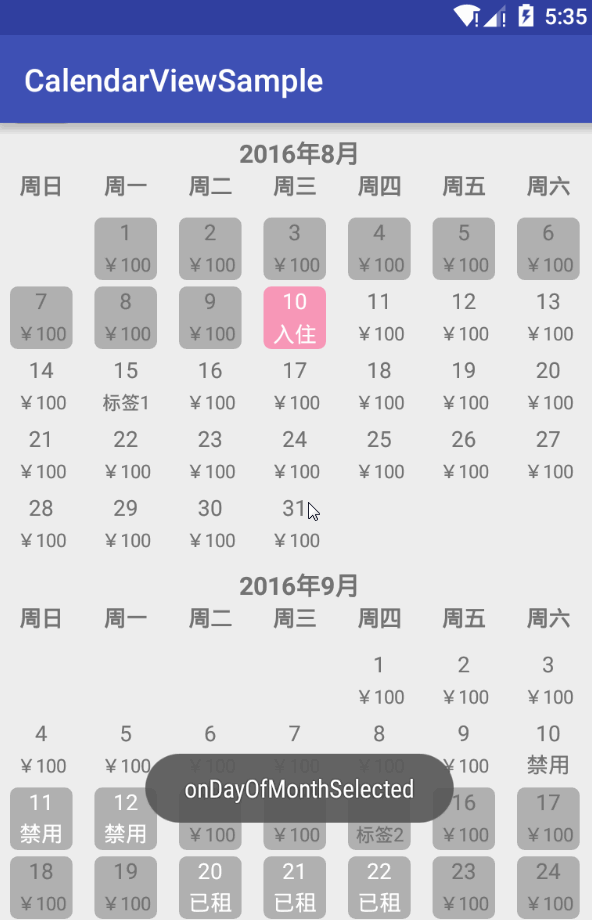 5:35
CalendarViewSample
2016年8月
周日 周一 周二 周三 周四 周五 周六
1 2 3 4 5 6
￥100 ￥100 ￥100 ￥100 ￥100 ￥100
7 8 9 10 11 12 13
￥100 ￥100 ￥100 入住 ￥100 ￥100 ￥100
14 15 16 17 18 19 20
￥100 标签1 ￥100 ￥100 ￥100 ￥100 ￥100
21 22 23 24 25 26 27
￥100 ￥100 ￥100 ￥100 ￥100 ￥100 ￥100
28 29 30 31
￥100 ￥100 ￥100 ￥100
2016年9月
周日 周一 周二 周三 周四 周五 周六
1 2 3
￥100 ￥100 ￥100
4 5 6 7 8 9 10
￥100 ￥100 ￥100 禁用
onDayOfMonthSelected
11 12 16 17
禁用 禁用 ￥100 ￥100 标签2 ￥100 ￥100
18 19 20 21 22 23 24
￥100 ￥100 已租 已租 已租 ￥100 ￥100